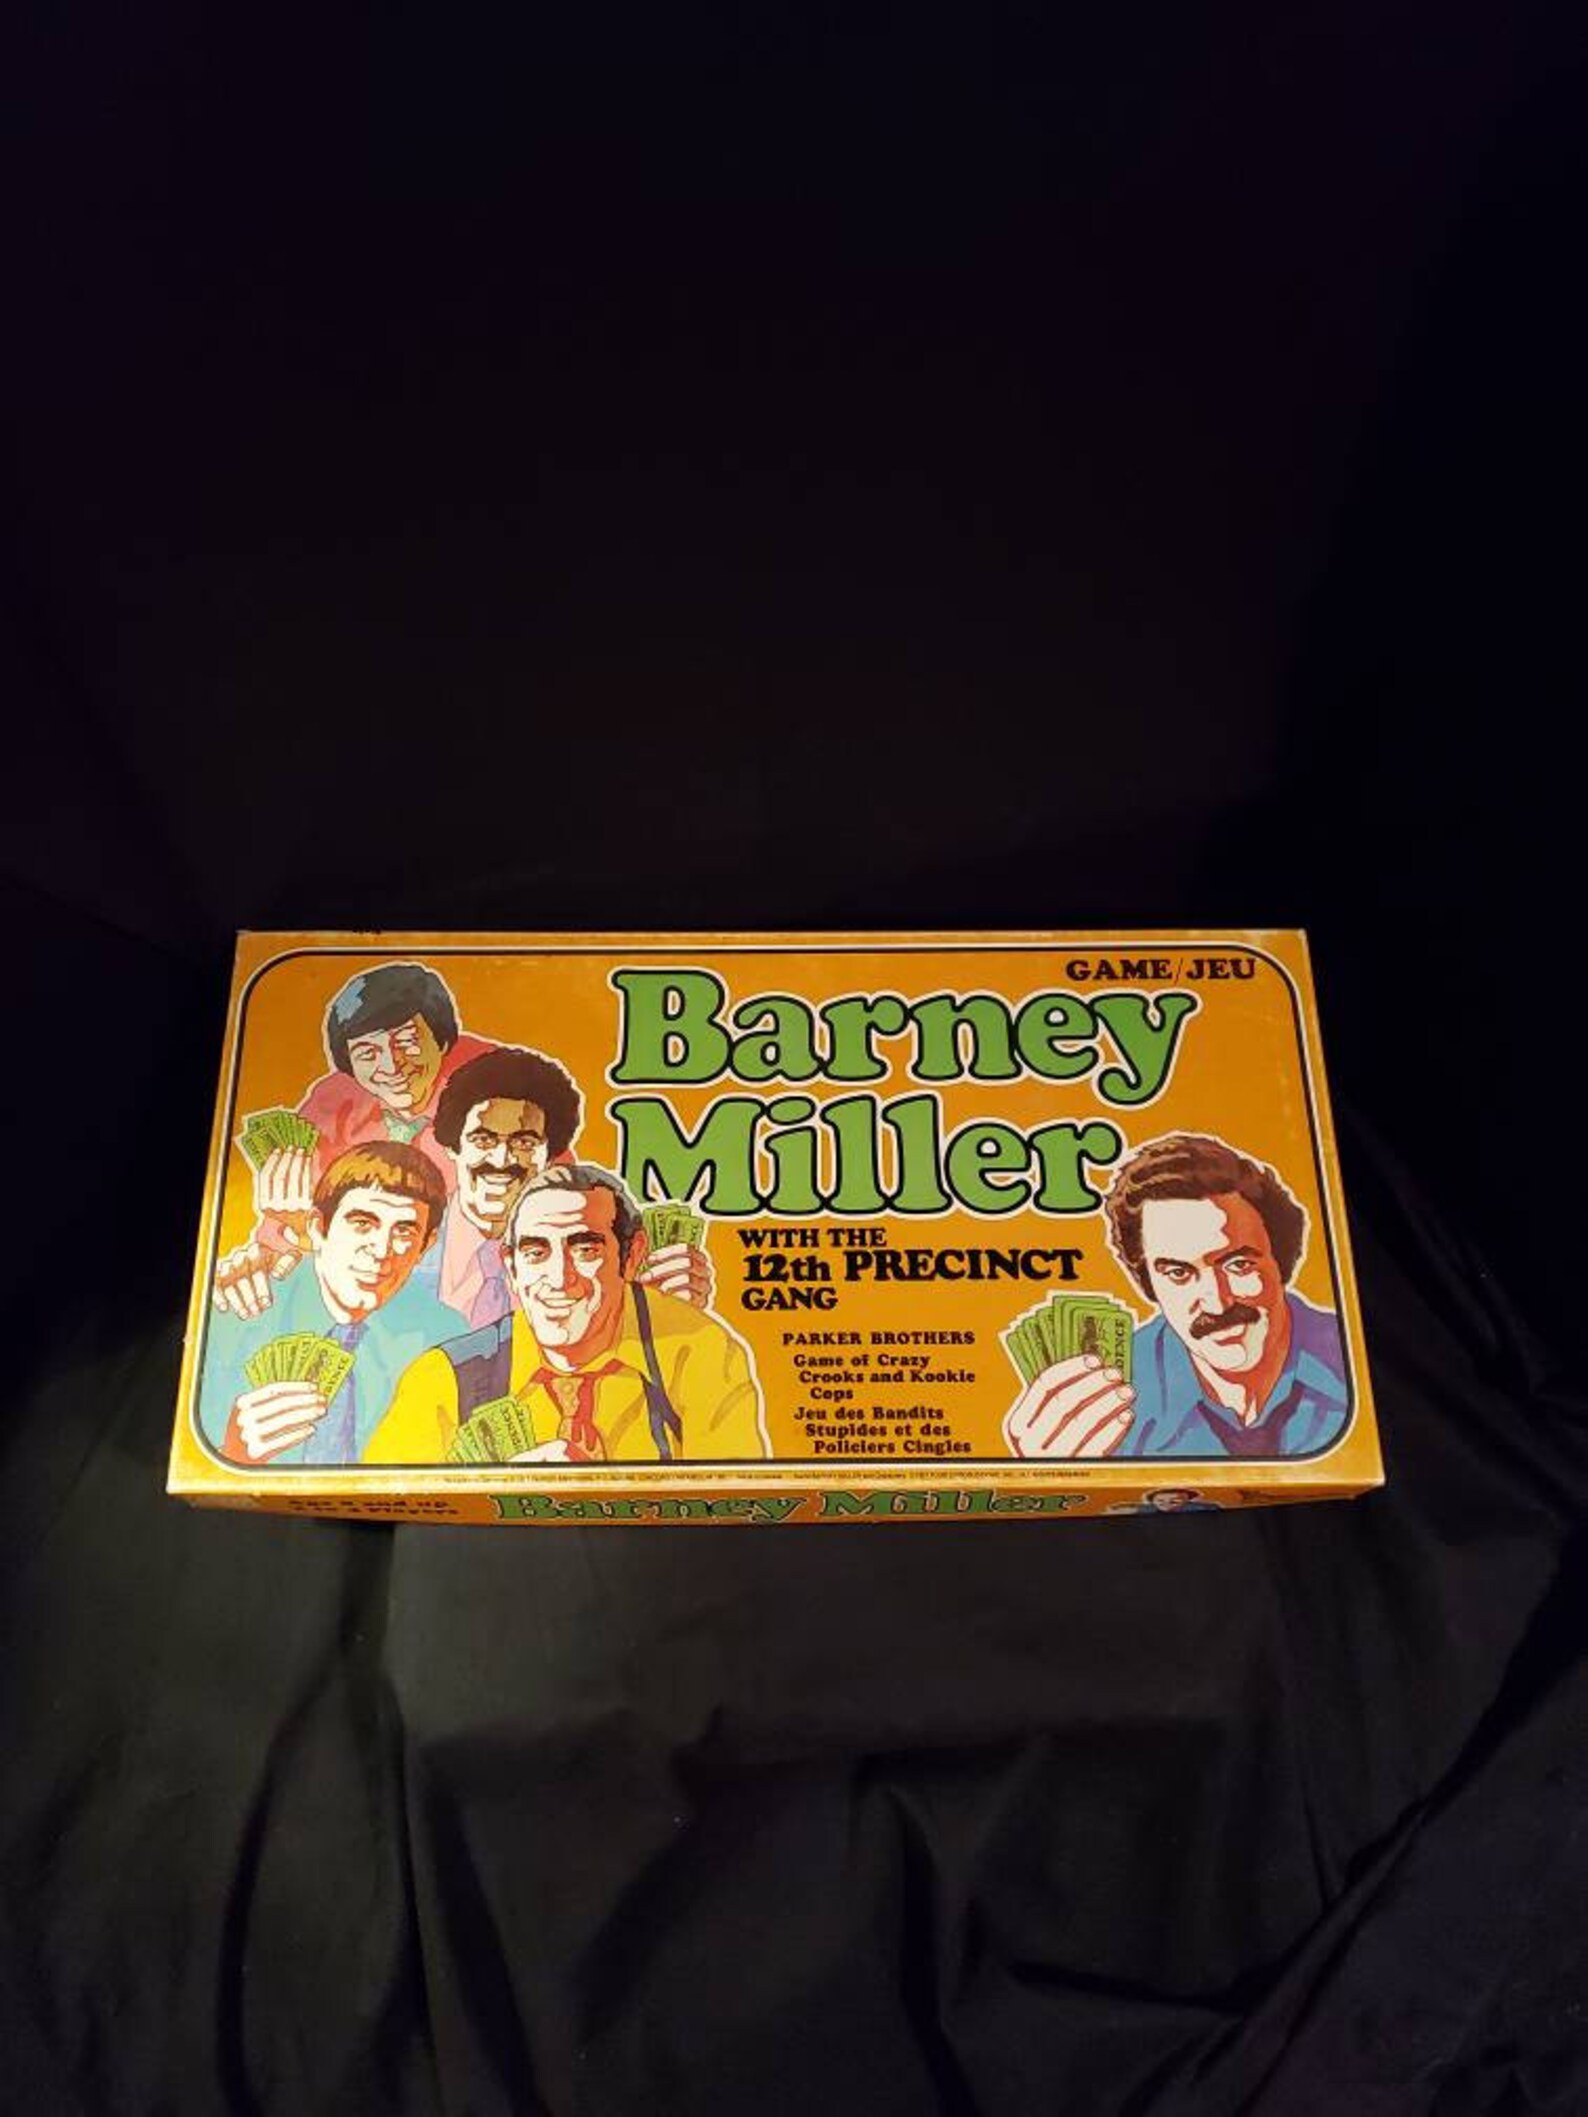 GAME/JEU
Barney
Miller
WITH THE
12th PRECINCT
GANG
PARKER BROTHERS
Game of Crazy
Crooks and Kookie
Cops
Jeu des Bandits
Stupides et des
Policiers Cingles
Barney Miller